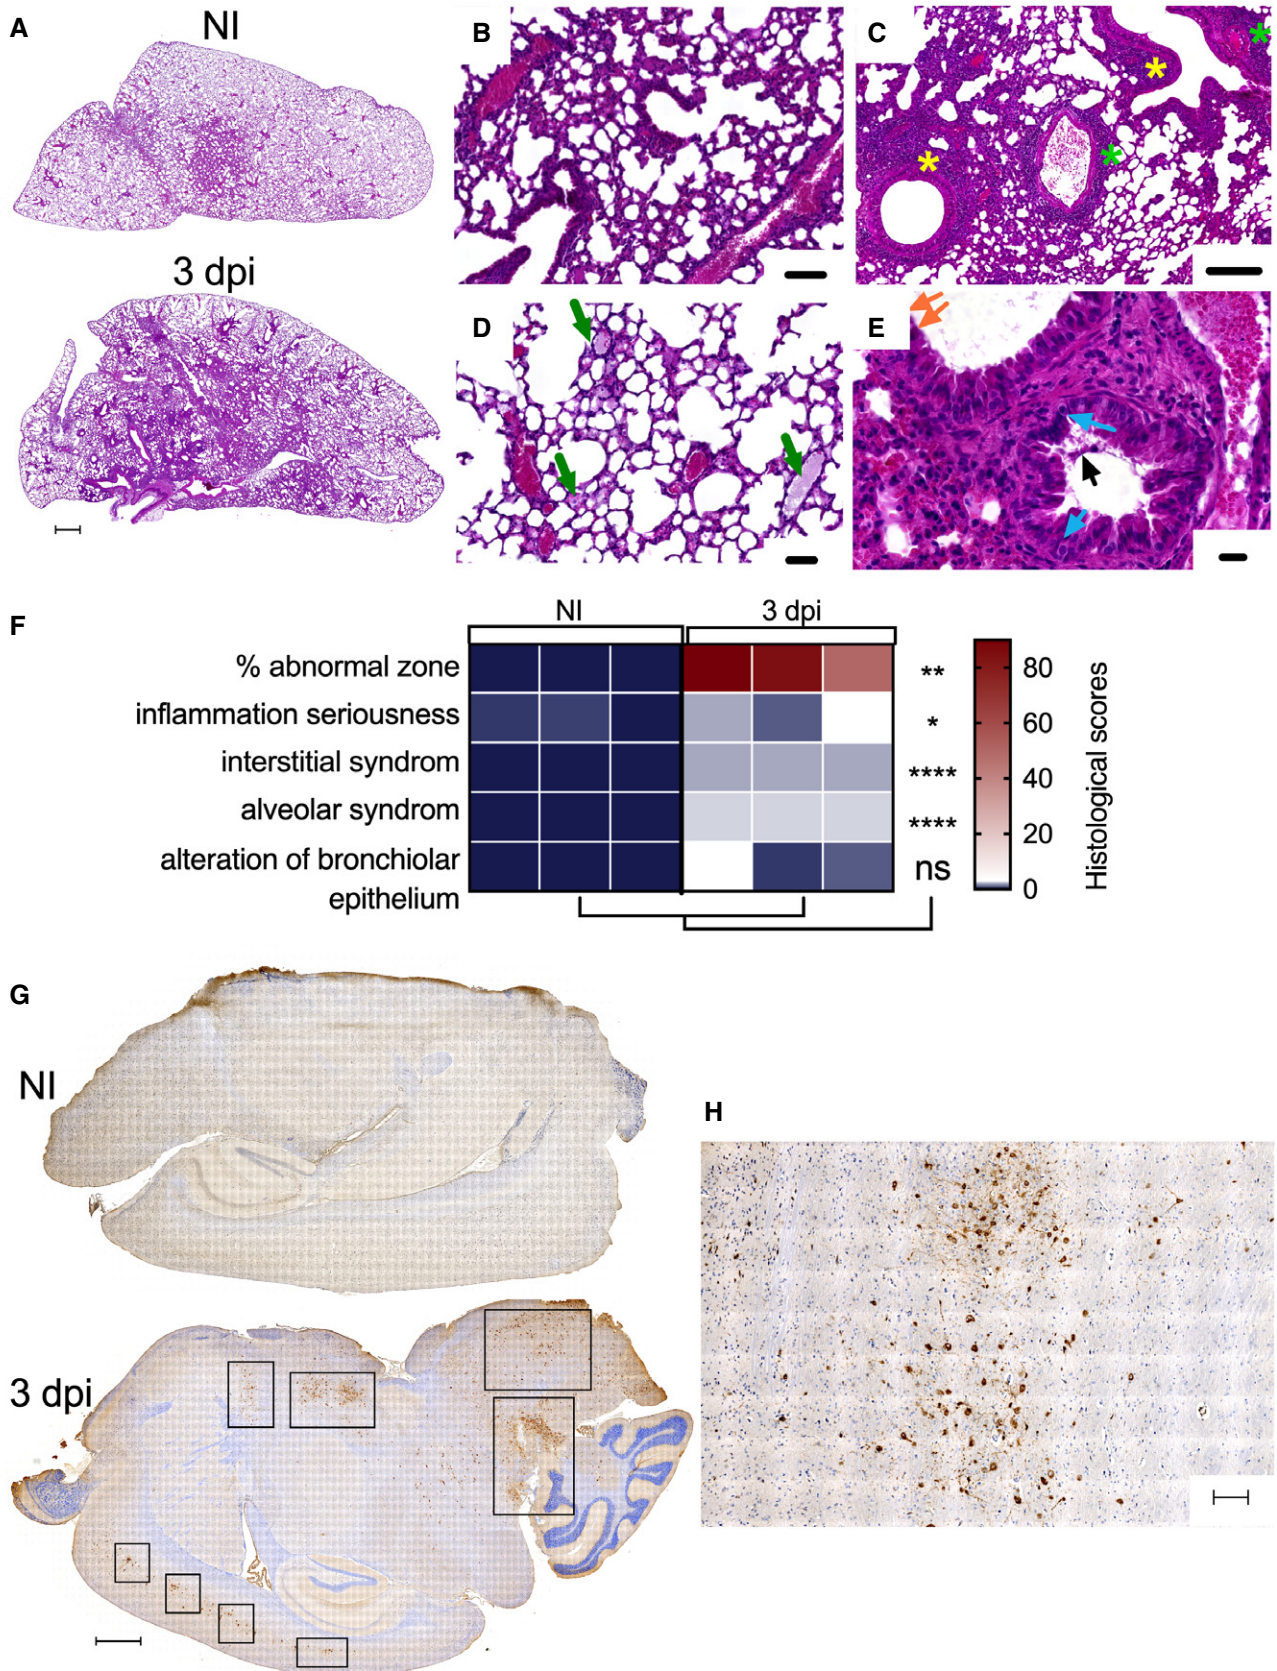 A
NI
3 dpi
B
C
*
*
*
*
D
E
F
NI
3 dpi
% abnormal zone
**
inflammation seriousness
*
interstitial syndrom
****
alveolar syndrom
****
alteration of bronchiolar
epithelium
ns
80
60
40
20
0
Histological scores
G
NI
3 dpi
H